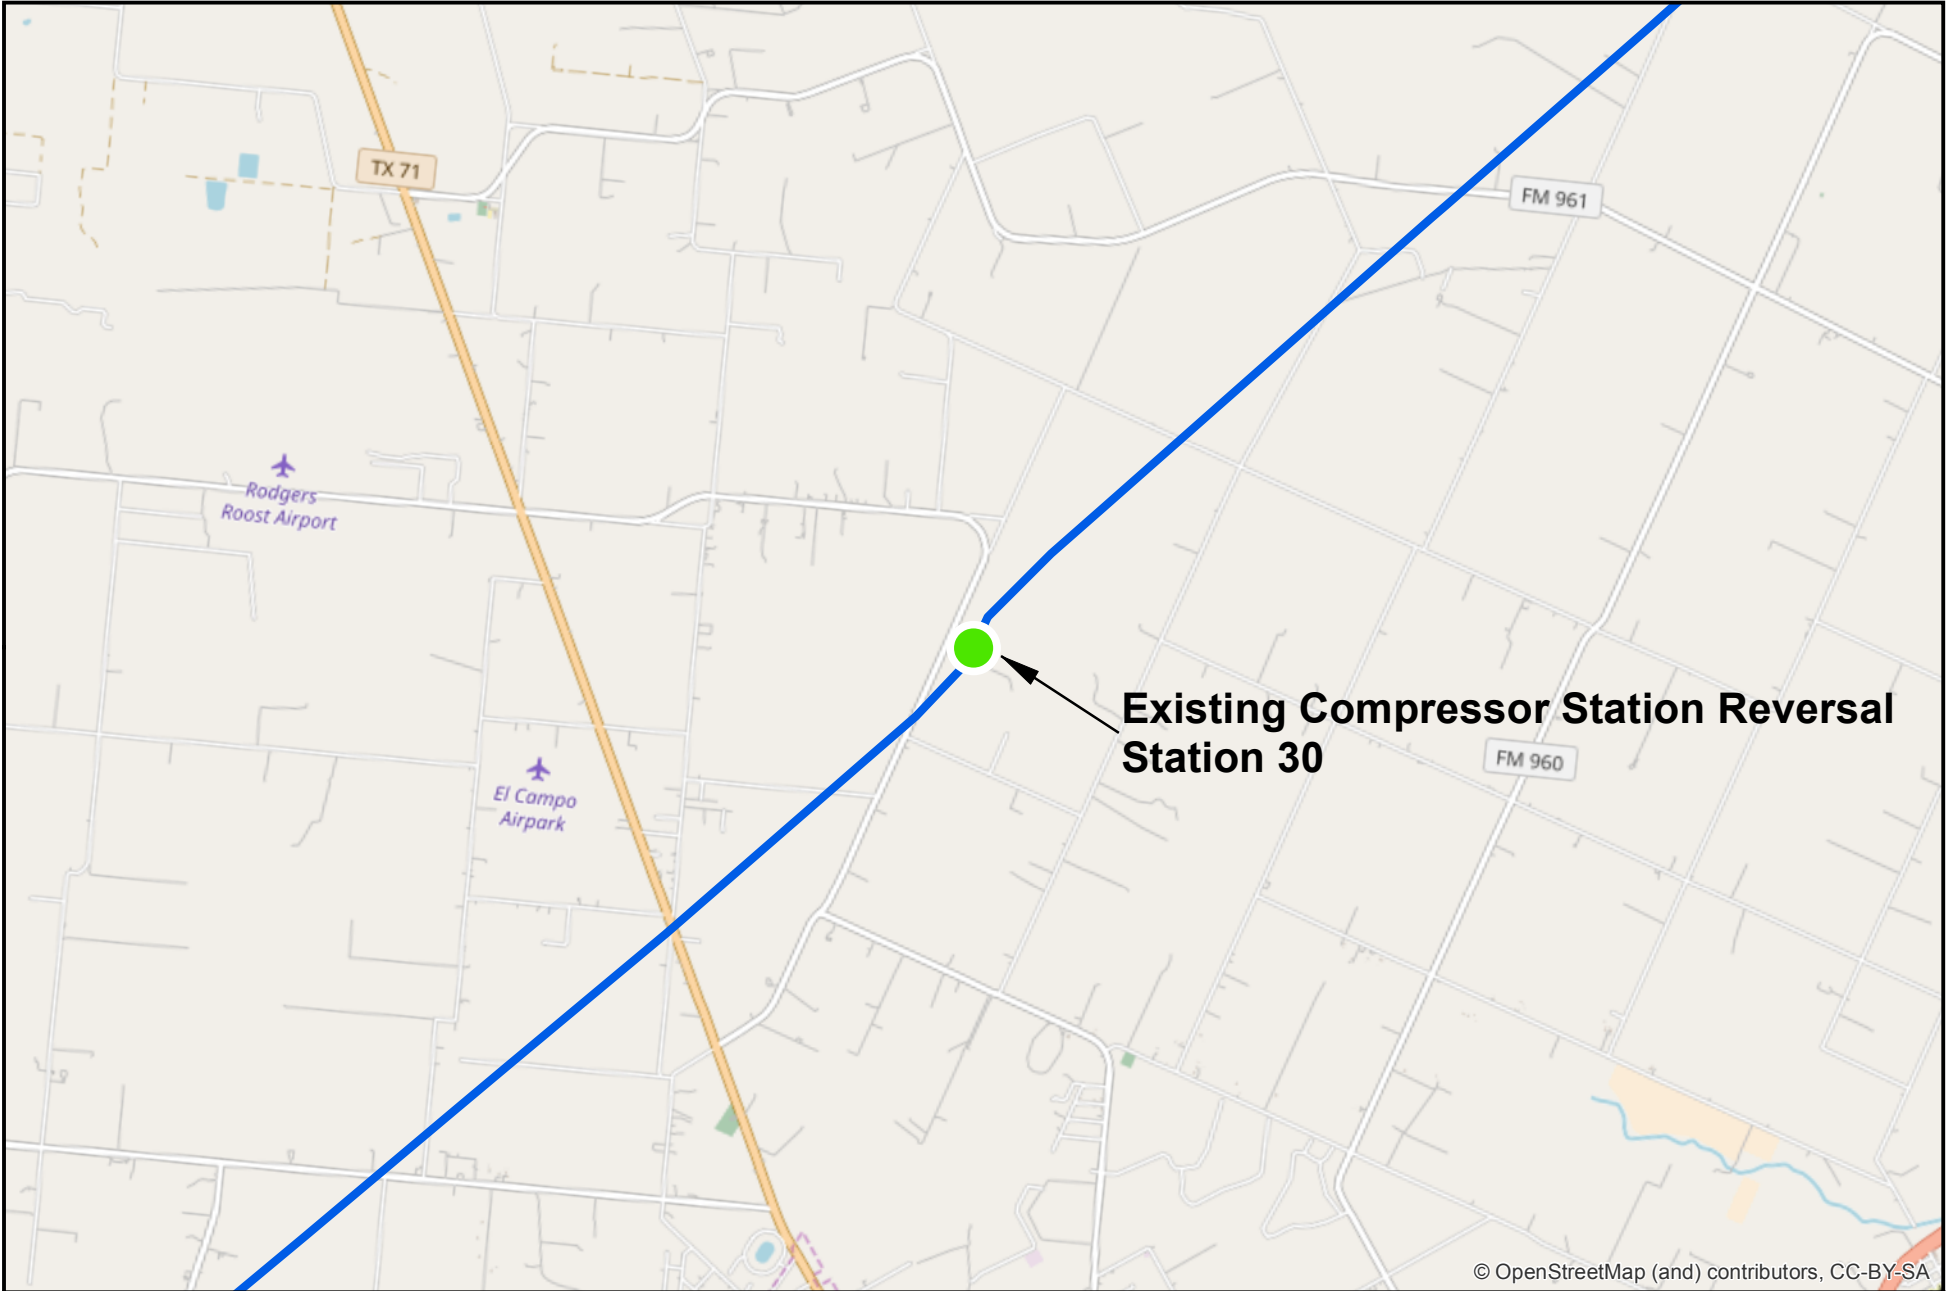 TX 71
FM 961
Rodgers
Roost Airport
Existing Compressor Station Reversal
Station 30
FM 960
El Campo
Airpark
© OpenStreetMap (and) contributors, CC-BY-SA